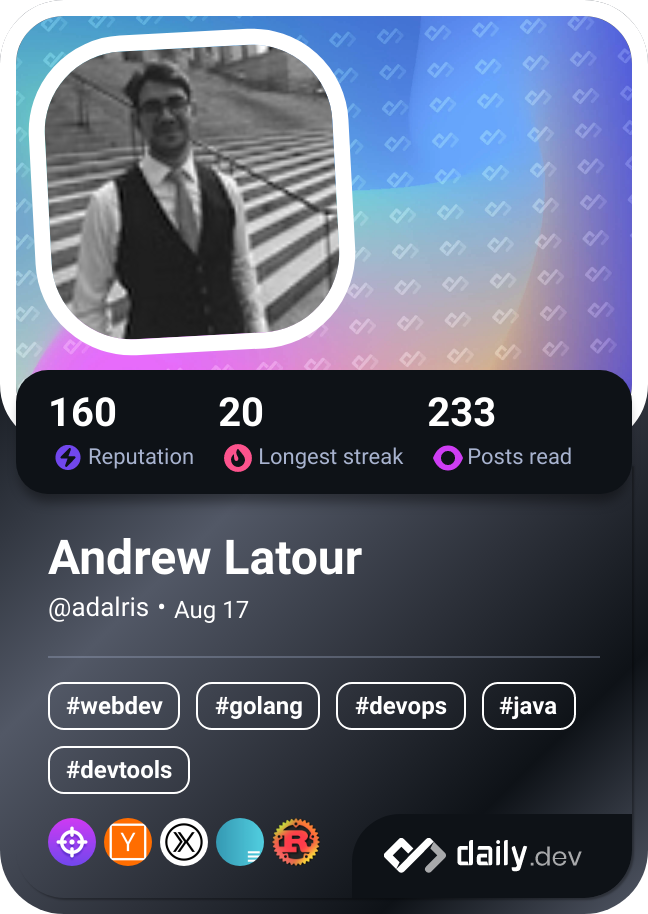 160 20 233
Reputation Longest streak Posts read
Andrew Latour
@adalris • Aug 17
#webdev #golang #devops #java
#devtools
Y X R
daily.dev